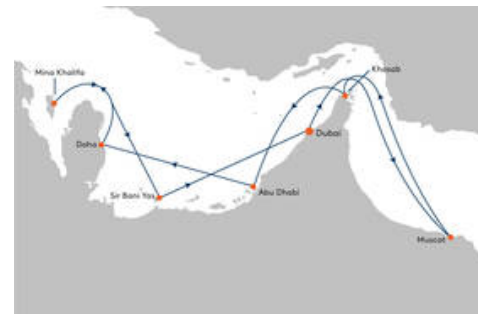 Mina Khalifa
Khasab
Dubai
Doha
Sir Bani Yas
Abu Dhabi
Muscat